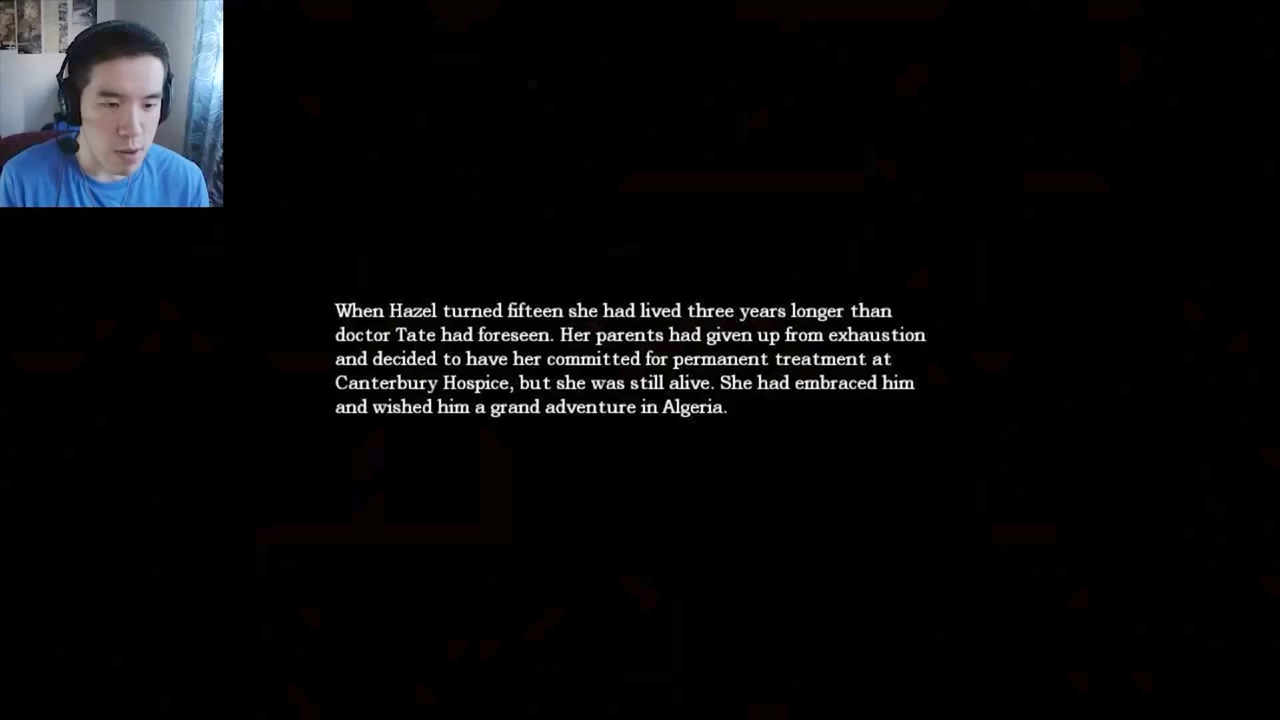 When Hazel turned fifteen she had lived three years longer than
doctor Tate had foreseen. Her parents had given up from exhaustion
and decided to have her committed for permanent treatment at
Canterbury Hospice, but she was still alive. She had embraced him
and wished him a grand adventure in Algeria.